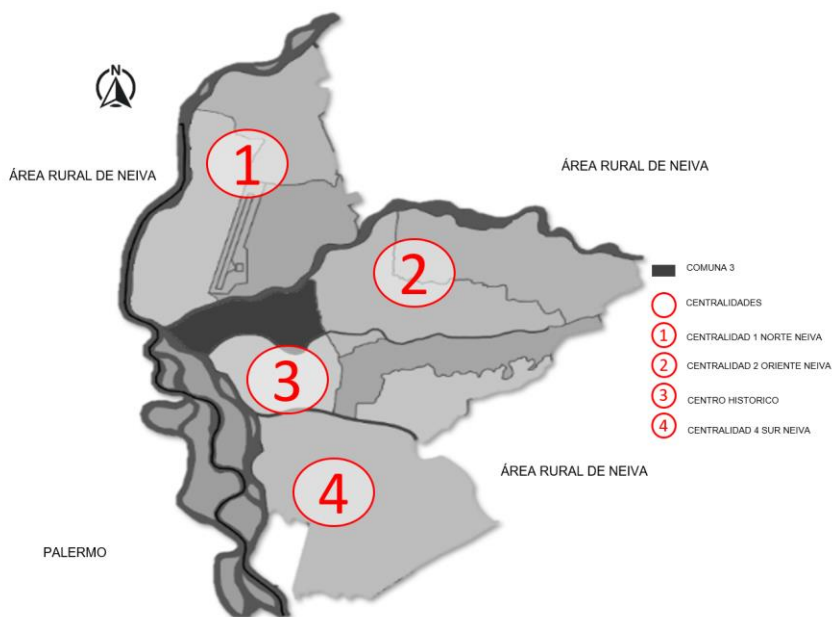 N
1
ÁREA RURAL DE NEIVA
ÁREA RURAL DE NEIVA
2
COMUNA 3
CENTRALIDADES
1 CENTRALIDAD 1 NORTE NEIVA
2 CENTRALIDAD 2 ORIENTE NEIVA
3
3 CENTRO HISTORICO
4 CENTRALIDAD 4 SUR NEIVA
ÁREA RURAL DE NEIVA
4
PALERMO